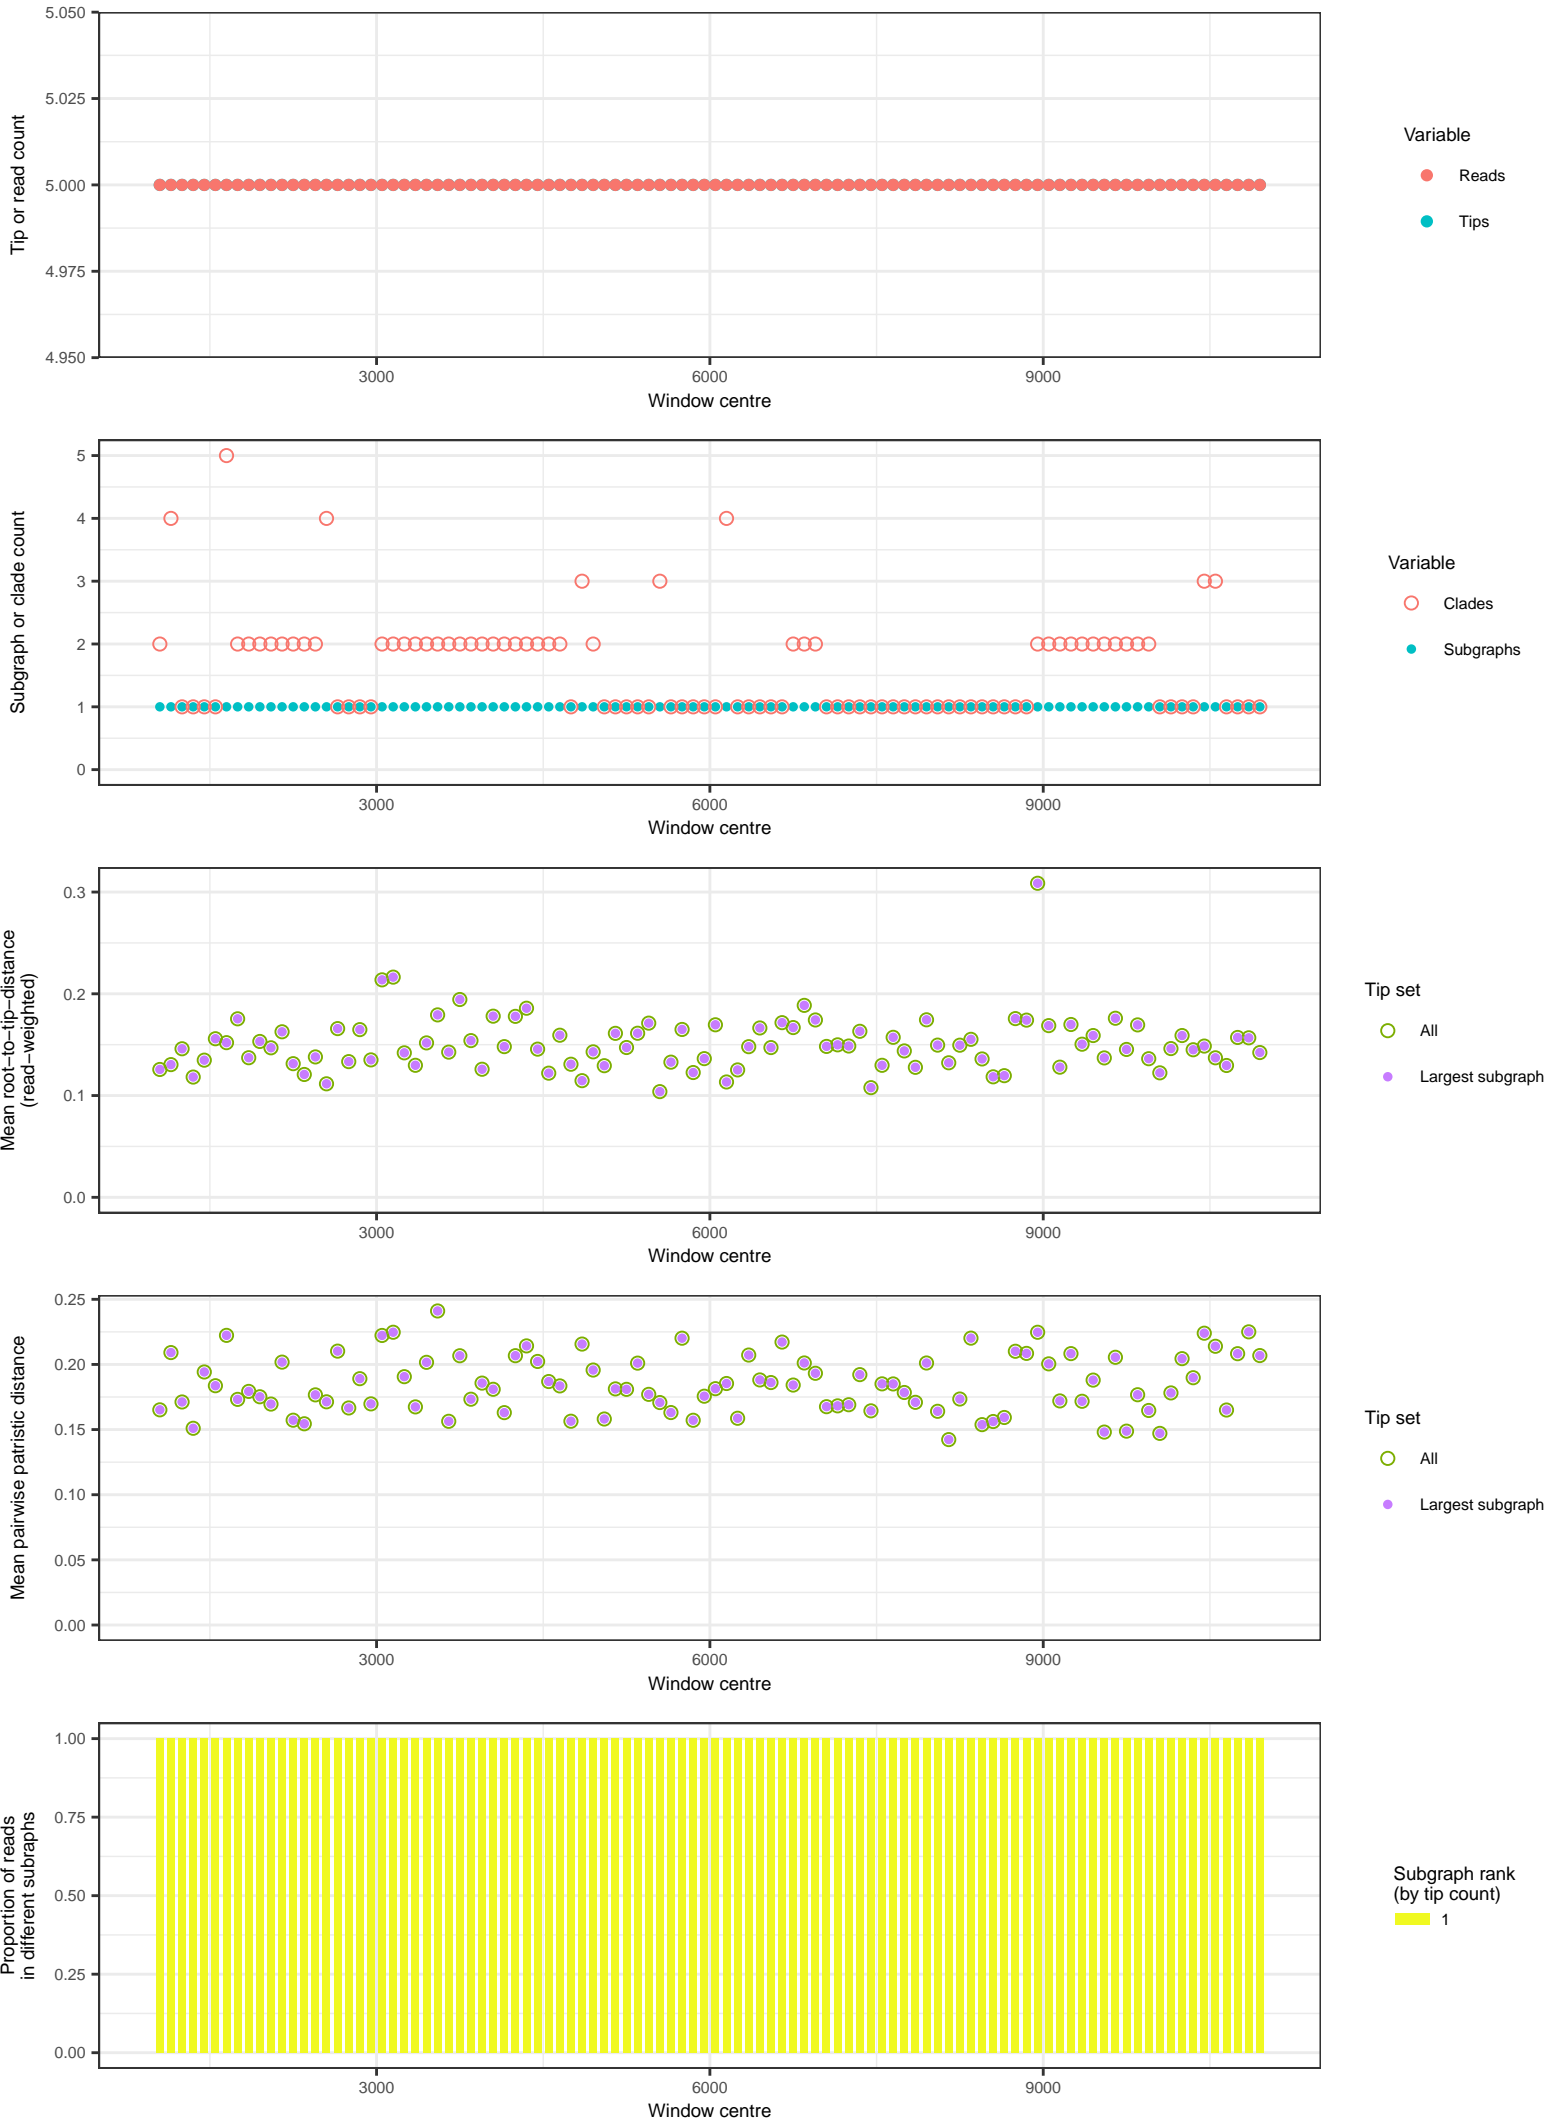 5.050
5.025
5.000
4.975
4.950
Tip or read count
3000
6000
9000
Window centre
Variable
Reads
Tips
5
4
3
2
1
0
Subgraph or clade count
3000
6000
9000
Window centre
Variable
Clades
Subgraphs
0.3
0.2
0.1
0.0
Mean root−to−tip−distance
(read−weighted)
3000
6000
9000
Window centre
Tip set
All
Largest subgraph
0.25
0.20
0.15
0.10
0.05
0.00
Mean pairwise patristic distance
3000
6000
9000
Window centre
Tip set
All
Largest subgraph
1.00
0.75
0.50
0.25
0.00
Proportion of reads
in different subraphs
3000
6000
9000
Window centre
Subgraph rank
(by tip count)
1